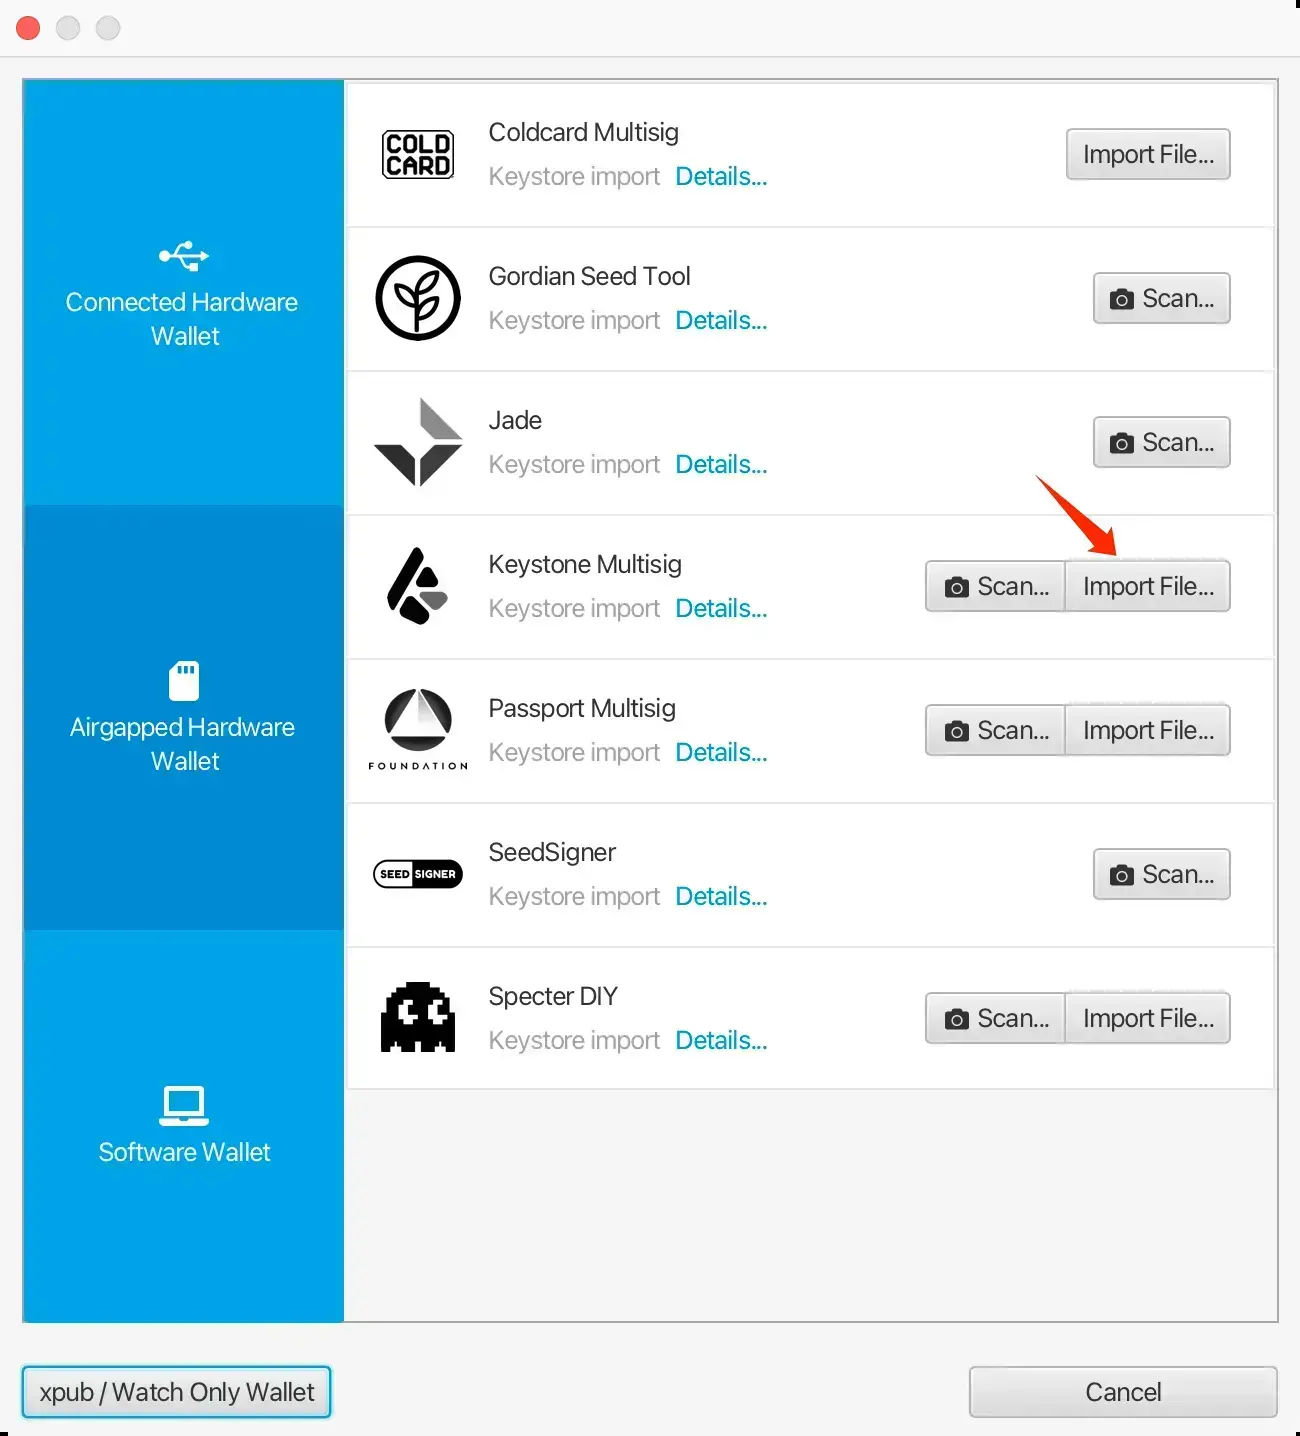 Connected Hardware
Wallet
Airgapped Hardware
Wallet
Software Wallet
COLD
CARD
Coldcard Multisig
Keystore import Details...
Import File...
Gordian Seed Tool
Keystore import Details...
Scan...
Jade
Keystore import Details...
Scan...
Keystone Multisig
Keystore import Details...
Scan... Import File...
FOUNDATION
Passport Multisig
Keystore import Details...
Scan... Import File...
SEED SIGNER
SeedSigner
Keystore import Details...
Scan...
Specter DIY
Keystore import Details...
Scan... Import File...
xpub / Watch Only Wallet
Cancel